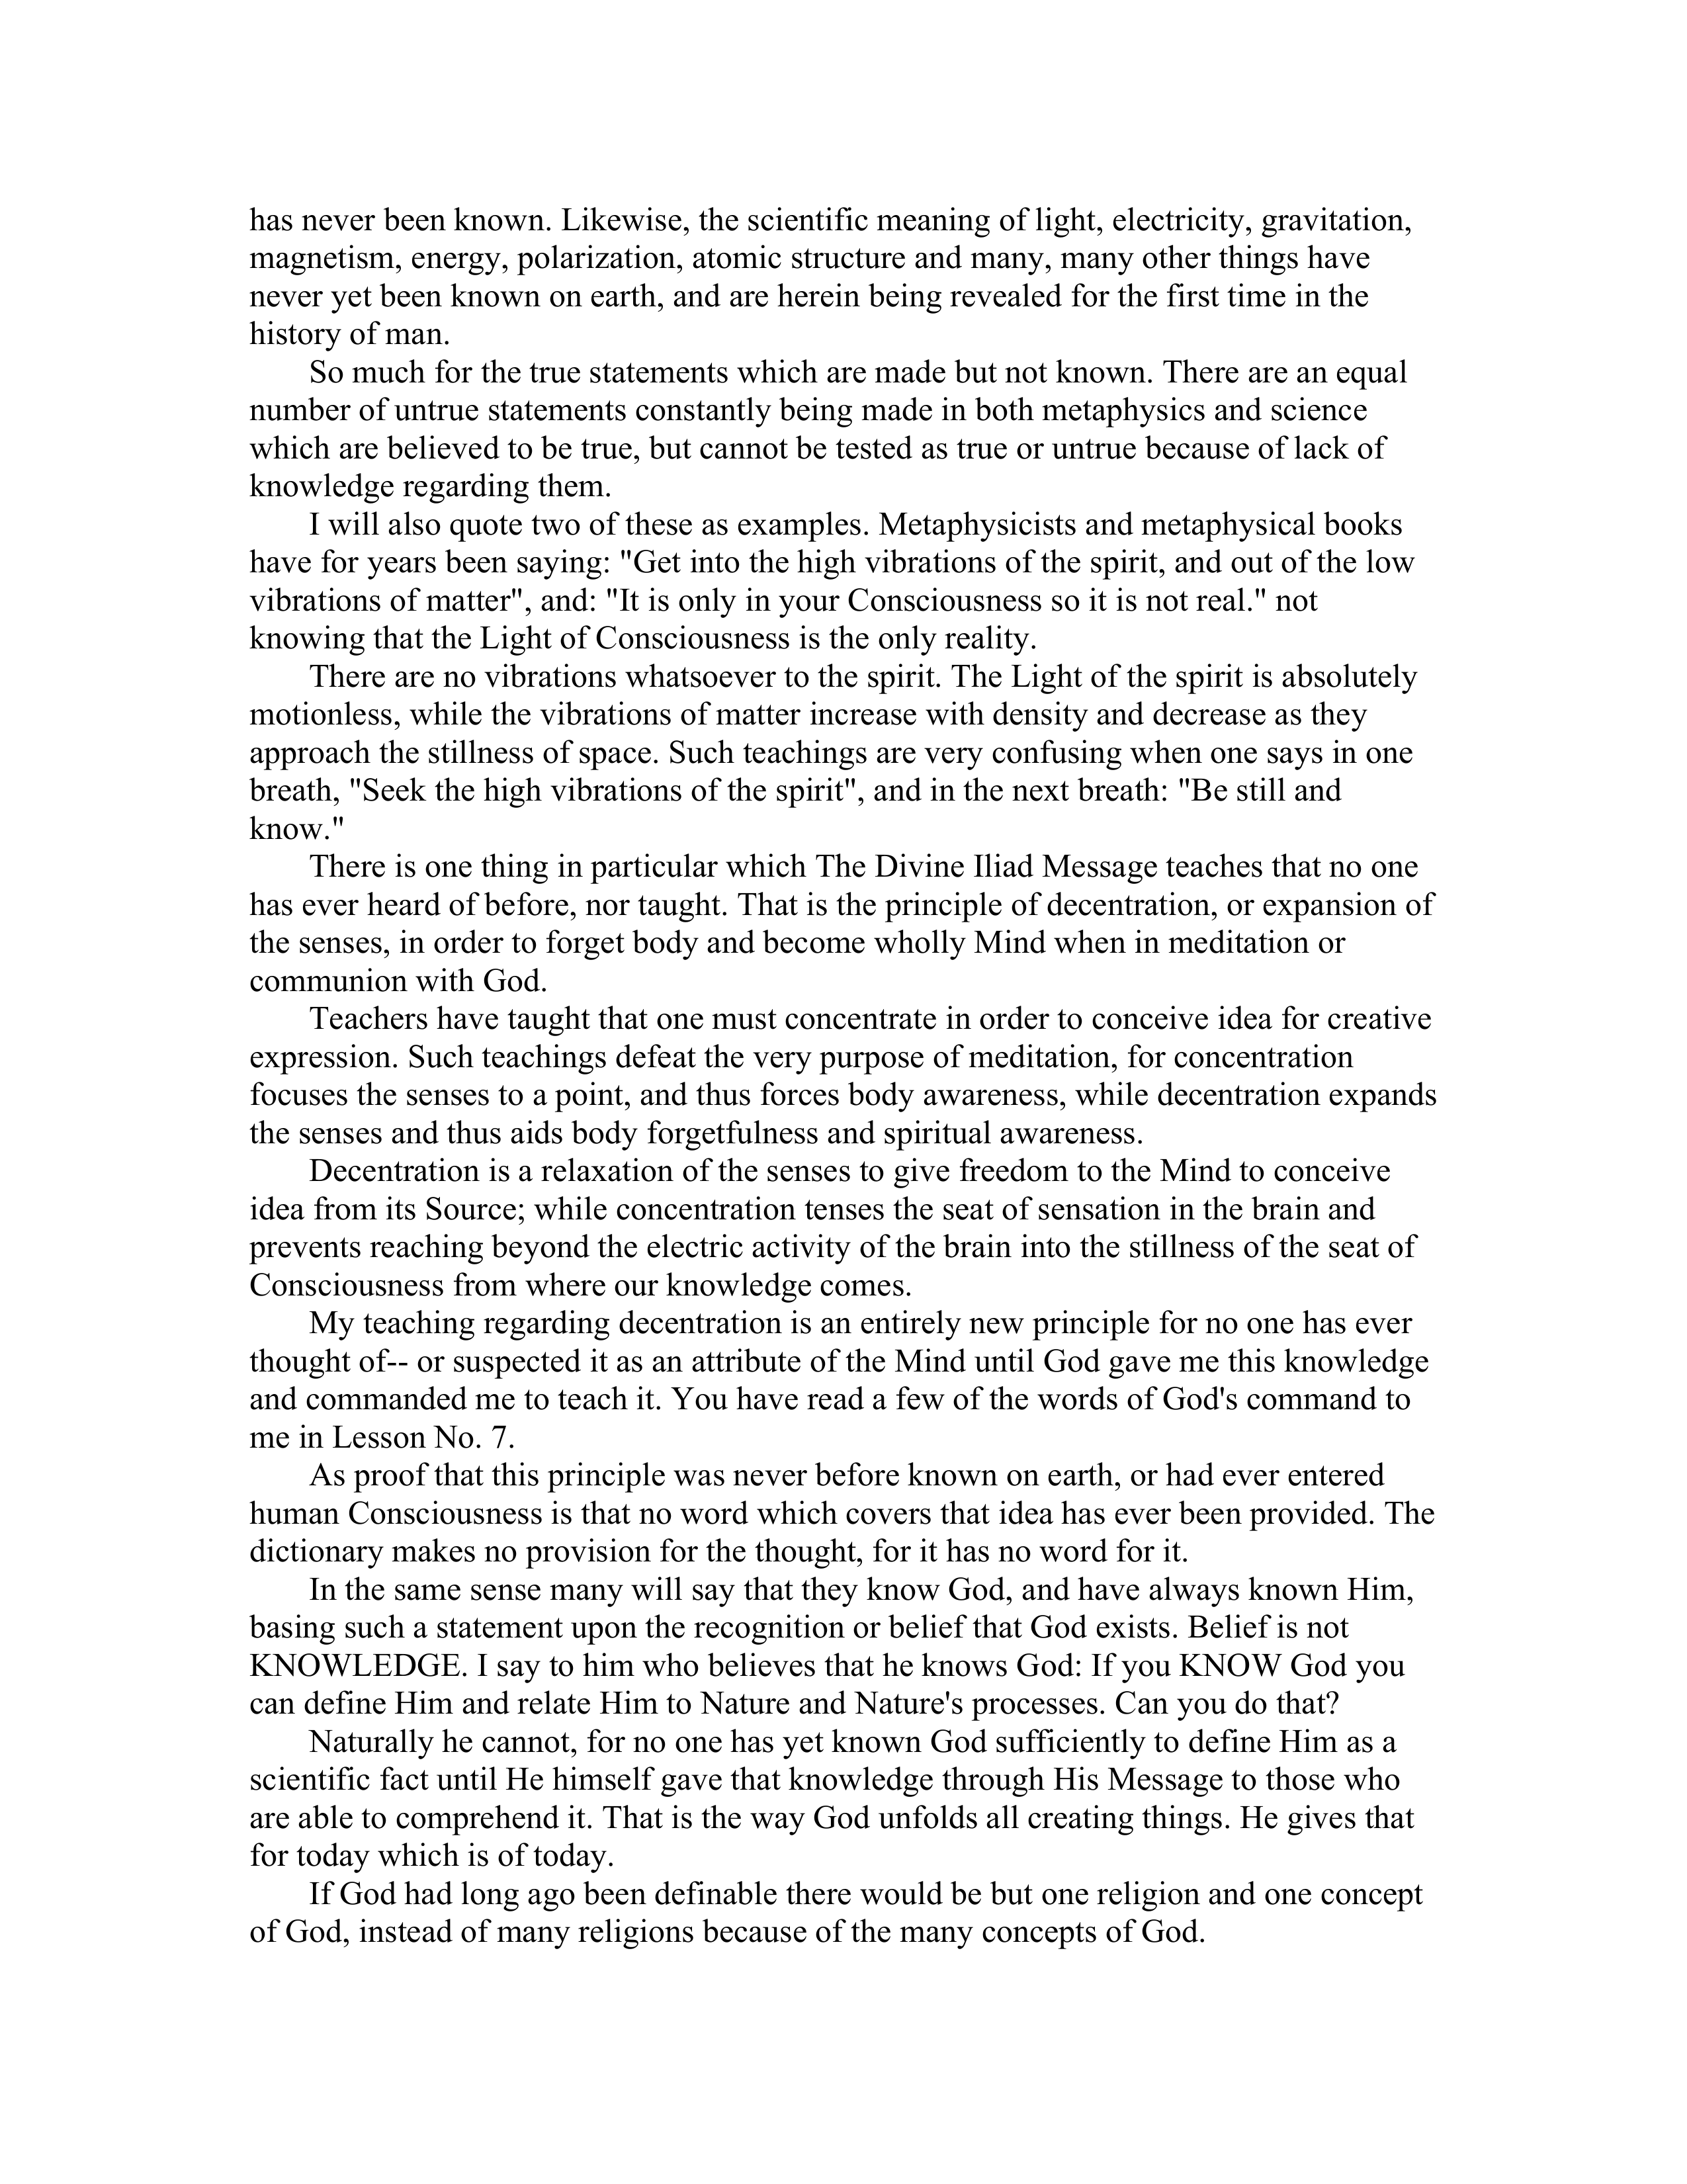 has never been known. Likewise, the scientific meaning of light, electricity, gravitation,
magnetism, energy, polarization, atomic structure and many, many other things have
never yet been known on earth, and are herein being revealed for the first time in the
history of man.
So much for the true statements which are made but not known. There are an equal
number of untrue statements constantly being made in both metaphysics and science
which are believed to be true, but cannot be tested as true or untrue because of lack of
knowledge regarding them.
I will also quote two of these as examples. Metaphysicists and metaphysical books
have for years been saying: "Get into the high vibrations of the spirit, and out of the low
vibrations of matter", and: "It is only in your Consciousness so it is not real." not
knowing that the Light of Consciousness is the only reality.
There are no vibrations whatsoever to the spirit. The Light of the spirit is absolutely
motionless, while the vibrations of matter increase with density and decrease as they
approach the stillness of space. Such teachings are very confusing when one says in one
breath, "Seek the high vibrations of the spirit", and in the next breath: "Be still and
know."
There is one thing in particular which The Divine Iliad Message teaches that no one
has ever heard of before, nor taught. That is the principle of decentration, or expansion of
the senses, in order to forget body and become wholly Mind when in meditation or
communion with God.
Teachers have taught that one must concentrate in order to conceive idea for creative
expression. Such teachings defeat the very purpose of meditation, for concentration
focuses the senses to a point, and thus forces body awareness, while decentration expands
the senses and thus aids body forgetfulness and spiritual awareness.
Decentration is a relaxation of the senses to give freedom to the Mind to conceive
idea from its Source; while concentration tenses the seat of sensation in the brain and
prevents reaching beyond the electric activity of the brain into the stillness of the seat of
Consciousness from where our knowledge comes.
My teaching regarding decentration is an entirely new principle for no one has ever
thought of-- or suspected it as an attribute of the Mind until God gave me this knowledge
and commanded me to teach it. You have read a few of the words of God's command to
me in Lesson No. 7.
As proof that this principle was never before known on earth, or had ever entered
human Consciousness is that no word which covers that idea has ever been provided. The
dictionary makes no provision for the thought, for it has no word for it.
In the same sense many will say that they know God, and have always known Him,
basing such a statement upon the recognition or belief that God exists. Belief is not
KNOWLEDGE. I say to him who believes that he knows God: If you KNOW God you
can define Him and relate Him to Nature and Nature's processes. Can you do that?
Naturally he cannot, for no one has yet known God sufficiently to define Him as a
scientific fact until He himself gave that knowledge through His Message to those who
are able to comprehend it. That is the way God unfolds all creating things. He gives that
for today which is of today.
If God had long ago been definable there would be but one religion and one concept
of God, instead of many religions because of the many concepts of God.